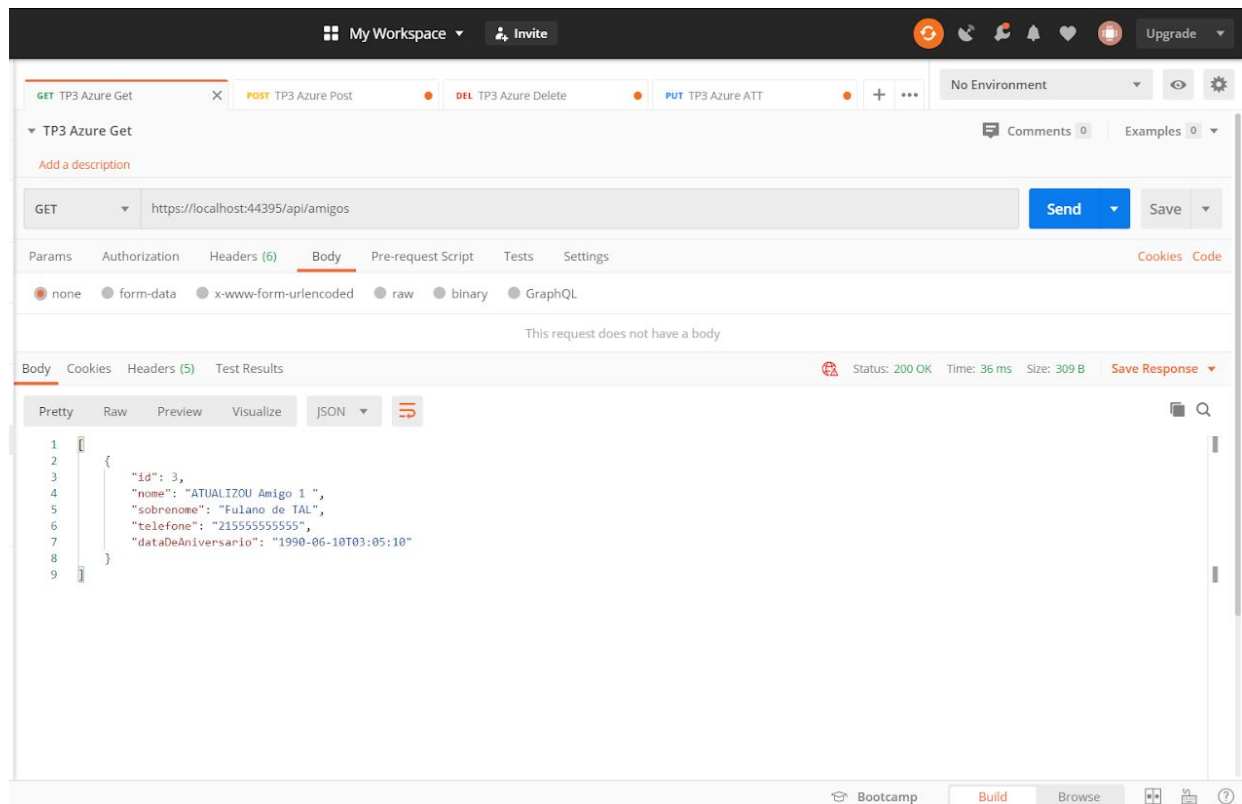 My Workspace Invite Upgrade
GET TP3 Azure Get POST TP3 Azure Post DEL TP3 Azure Delete PUT TP3 Azure ATT + ... No Environment
TP3 Azure Get Comments 0 Examples 0
Add a description
GET https://localhost:44395/api/amigos Send Save
Params Authorization Headers (6) Body Pre-request Script Tests Settings Cookies Code
none form-data x-www-form-urlencoded raw binary GraphQL
This request does not have a body
Body Cookies Headers (5) Test Results Status: 200 OK Time: 36 ms Size: 309 B Save Response
Pretty Raw Preview Visualize JSON
1 [
2 {
3 "id": 3,
4 "nome": "ATUALIZOU Amigo 1 ",
5 "sobrenome": "Fulano de TAL",
6 "telefone": "215555555555",
7 "dataDeAniversario": "1990-06-10T03:05:10"
8 }
9 ]
Bootcamp Build Browse ?